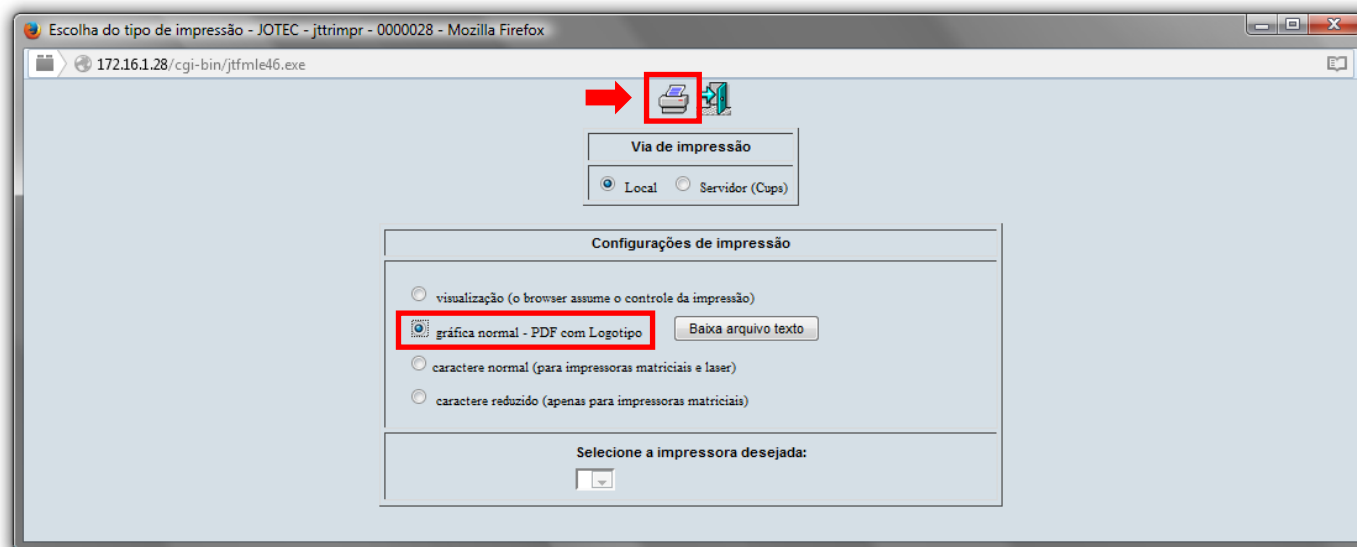 Escolha do tipo de impressão - JOTEC - jttrimpr - 0000028 - Mozilla Firefox
172.16.1.28/cgi-bin/jtfmle46.exe
Via de impressão
Local Servidor (Cups)
Configurações de impressão
visualização (o browser assume o controle da impressão)
gráfica normal - PDF com Logotipo Baixa arquivo texto
caractere normal (para impressoras matriciais e laser)
caractere reduzido (apenas para impressoras matriciais)
Selecione a impressora desejada: